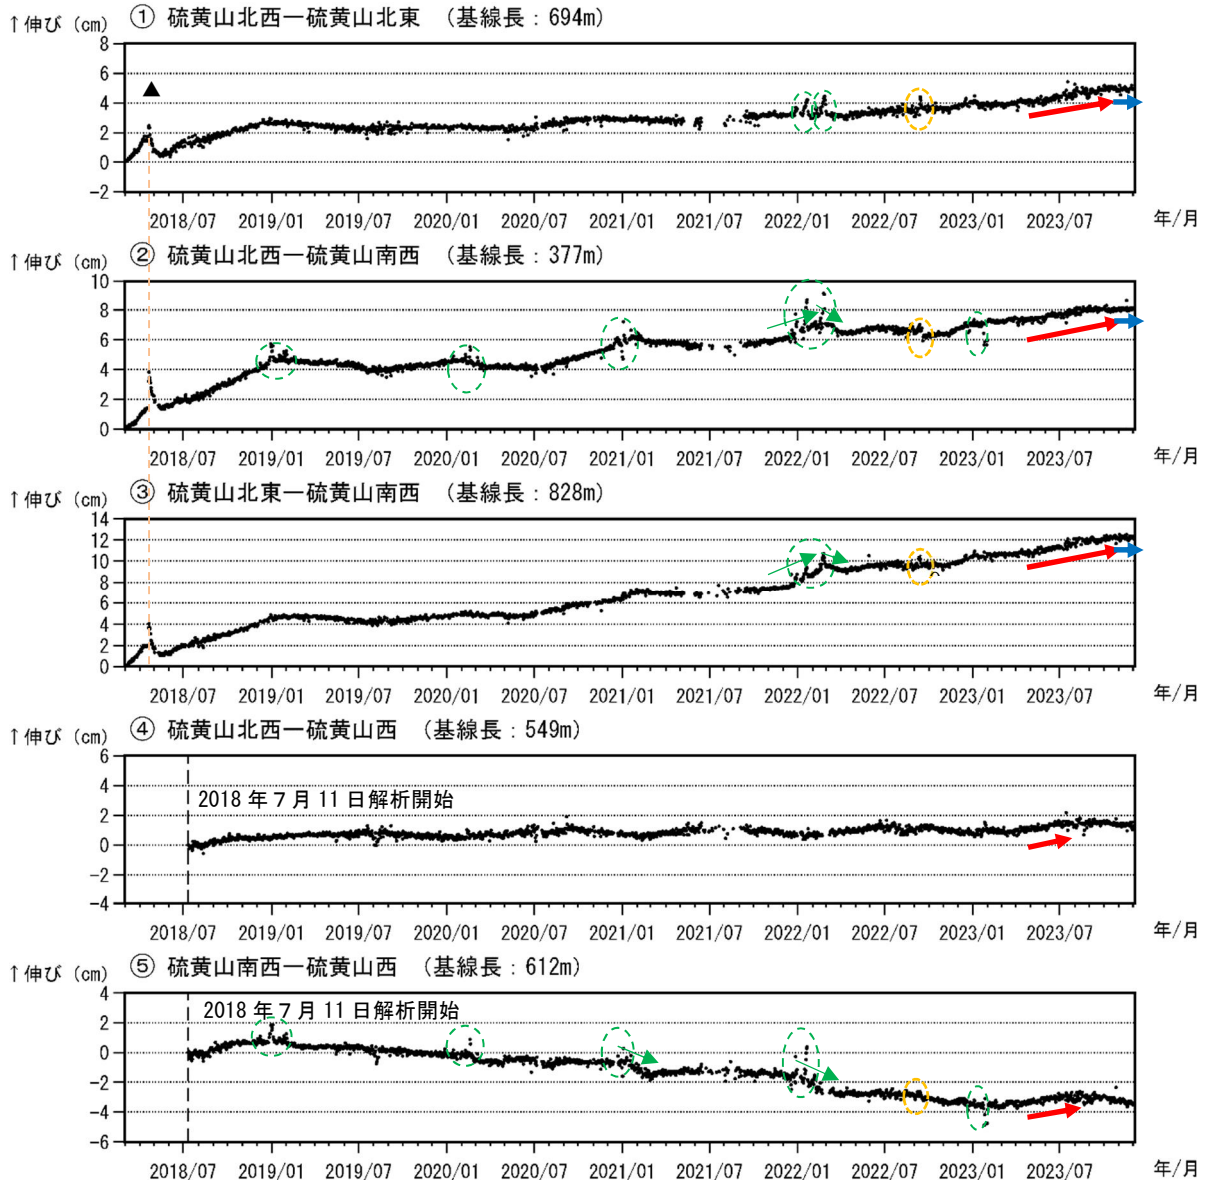 ↑伸び (cm) ① 硫黄山北西―硫黄山北東 (基線長：694m)
8
6
4
2
0
-2
2018/07 2019/01 2019/07 2020/01 2020/07 2021/01 2021/07 2022/01 2022/07 2023/01 2023/07 年/月
↑伸び (cm) ② 硫黄山北西―硫黄山南西 (基線長：377m)
10
8
6
4
2
0
2018/07 2019/01 2019/07 2020/01 2020/07 2021/01 2021/07 2022/01 2022/07 2023/01 2023/07 年/月
↑伸び (cm) ③ 硫黄山北東―硫黄山南西 (基線長：828m)
14
12
10
8
6
4
2
0
2018/07 2019/01 2019/07 2020/01 2020/07 2021/01 2021/07 2022/01 2022/07 2023/01 2023/07 年/月
↑伸び (cm) ④ 硫黄山北西―硫黄山西 (基線長：549m)
6
2018 年 7 月 11 日解析開始
4
2
0
-2
-4
2018/07 2019/01 2019/07 2020/01 2020/07 2021/01 2021/07 2022/01 2022/07 2023/01 2023/07 年/月
↑伸び (cm) ⑤ 硫黄山南西―硫黄山西 (基線長：612m)
4
2018 年 7 月 11 日解析開始
2
0
-2
-4
-6
2018/07 2019/01 2019/07 2020/01 2020/07 2021/01 2021/07 2022/01 2022/07 2023/01 2023/07 年/月